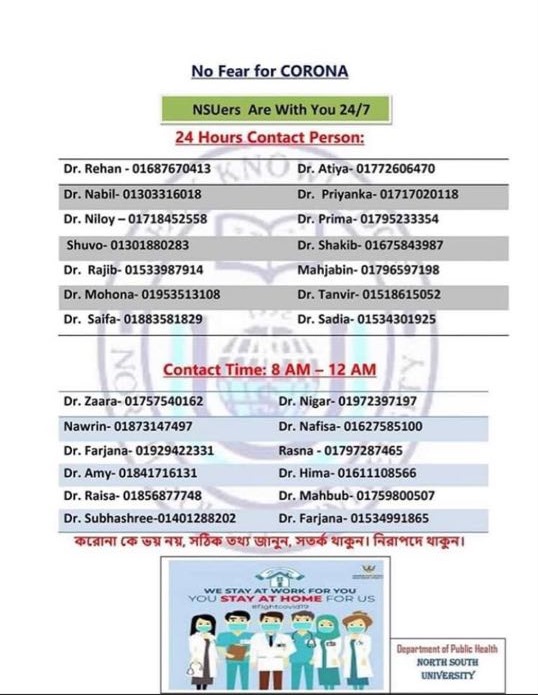 No Fear for CORONA
NSUers Are With You 24/7
24 Hours Contact Person:
Dr. Rehan - 01687670413 Dr. Atiya- 01772606470
Dr. Nabil- 01303316018 Dr. Priyanka- 01717020118
Dr. Niloy – 01718452558 Dr. Prima- 01795233354
Shuvo- 01301880283 Dr. Shakib- 01675843987
Dr. Rajib- 01533987914 Mahjabin- 01796597198
Dr. Mohona- 01953513108 Dr. Tanvir- 01518615052
Dr. Saifa- 01883581829 Dr. Sadia- 01534301925
Contact Time: 8 AM – 12 AM
Dr. Zaara- 01757540162 Dr. Nigar- 01972397197
Nawrin- 01873147497 Dr. Nafisa- 01627585100
Dr. Farjana- 01929422331 Rasna - 01797287465
Dr. Amy- 01841716131 Dr. Hima- 01611108566
Dr. Raisa- 01856877748 Dr. Mahbub- 01759800507
Dr. Subhashree-01401288202 Dr. Farjana- 01534991865
করোনা কে ভয় নয়, সঠিক তথ্য জানুন, সতর্ক থাকুন। নিরাপদে থাকুন।
WE STAY AT WORK FOR YOU
YOU STAY AT HOME FOR US
#fightcovid19
Department of Public Health
NORTH SOUTH
UNIVERSITY